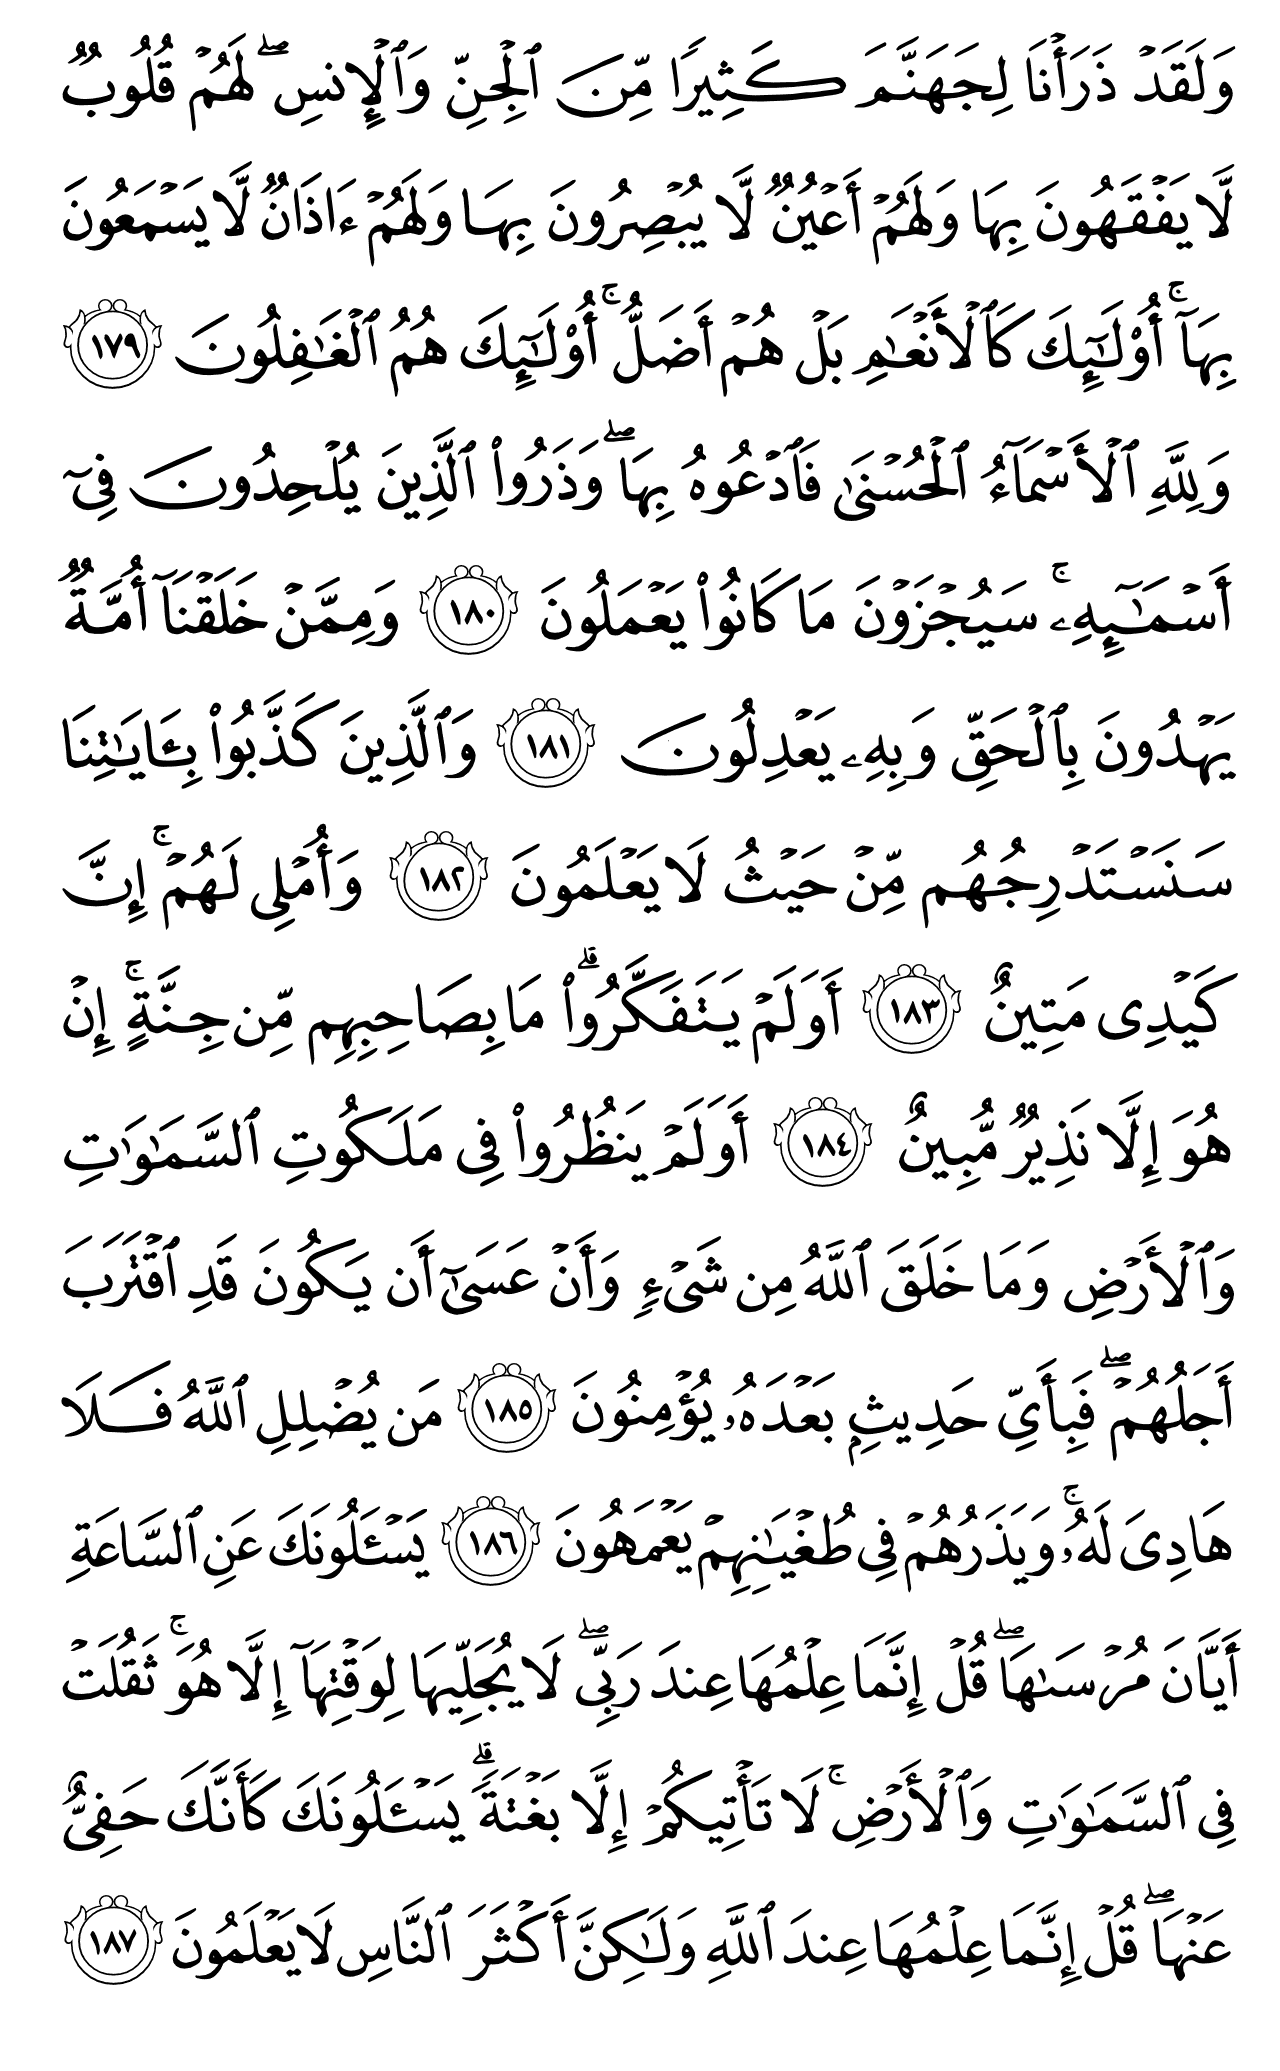 وَلَقَدۡ ذَرَأۡنَا لِجَهَنَّمَ كَثِيرٗا مِّنَ ٱلۡجِنِّ وَٱلۡإِنسِۖ لَهُمۡ قُلُوبٞ
لَّا يَفۡقَهُونَ بِهَا وَلَهُمۡ أَعۡيُنٞ لَّا يُبۡصِرُونَ بِهَا وَلَهُمۡ ءَاذَانٞ لَّا يَسۡمَعُونَ
بِهَآۚ أُوْلَٰٓئِكَ كَٱلۡأَنۡعَٰمِ بَلۡ هُمۡ أَضَلُّۚ أُوْلَٰٓئِكَ هُمُ ٱلۡغَٰفِلُونَ ١٧٩
وَلِلَّهِ ٱلۡأَسۡمَآءُ ٱلۡحُسۡنَىٰ فَٱدۡعُوهُ بِهَاۖ وَذَرُواْ ٱلَّذِينَ يُلۡحِدُونَ فِيٓ
أَسۡمَٰٓئِهِۦۚ سَيُجۡزَوۡنَ مَا كَانُواْ يَعۡمَلُونَ ١٨٠ وَمِمَّنۡ خَلَقۡنَآ أُمَّةٞ
يَهۡدُونَ بِٱلۡحَقِّ وَبِهِۦ يَعۡدِلُونَ ١٨١ وَٱلَّذِينَ كَذَّبُواْ بِـَٔايَٰتِنَا
سَنَسۡتَدۡرِجُهُم مِّنۡ حَيۡثُ لَا يَعۡلَمُونَ ١٨٢ وَأُمۡلِي لَهُمۡۚ إِنَّ
كَيۡدِي مَتِينٌ ١٨٣ أَوَلَمۡ يَتَفَكَّرُواْۗ مَا بِصَاحِبِهِم مِّن جِنَّةٍۚ إِنۡ
هُوَ إِلَّا نَذِيرٞ مُّبِينٌ ١٨٤ أَوَلَمۡ يَنظُرُواْ فِي مَلَكُوتِ ٱلسَّمَٰوَٰتِ
وَٱلۡأَرۡضِ وَمَا خَلَقَ ٱللَّهُ مِن شَيۡءٖ وَأَنۡ عَسَىٰٓ أَن يَكُونَ قَدِ ٱقۡتَرَبَ
أَجَلُهُمۡۖ فَبِأَيِّ حَدِيثِۭ بَعۡدَهُۥ يُؤۡمِنُونَ ١٨٥ مَن يُضۡلِلِ ٱللَّهُ فَلَا
هَادِيَ لَهُۥۚ وَيَذَرُهُمۡ فِي طُغۡيَٰنِهِمۡ يَعۡمَهُونَ ١٨٦ يَسۡـَٔلُونَكَ عَنِ ٱلسَّاعَةِ
أَيَّانَ مُرۡسَىٰهَاۖ قُلۡ إِنَّمَا عِلۡمُهَا عِندَ رَبِّيۖ لَا يُجَلِّيهَا لِوَقۡتِهَآ إِلَّا هُوَۚ ثَقُلَتۡ
فِي ٱلسَّمَٰوَٰتِ وَٱلۡأَرۡضِۚ لَا تَأۡتِيكُمۡ إِلَّا بَغۡتَةٗۗ يَسۡـَٔلُونَكَ كَأَنَّكَ حَفِيٌّ
عَنۡهَاۖ قُلۡ إِنَّمَا عِلۡمُهَا عِندَ ٱللَّهِ وَلَٰكِنَّ أَكۡثَرَ ٱلنَّاسِ لَا يَعۡلَمُونَ ١٨٧